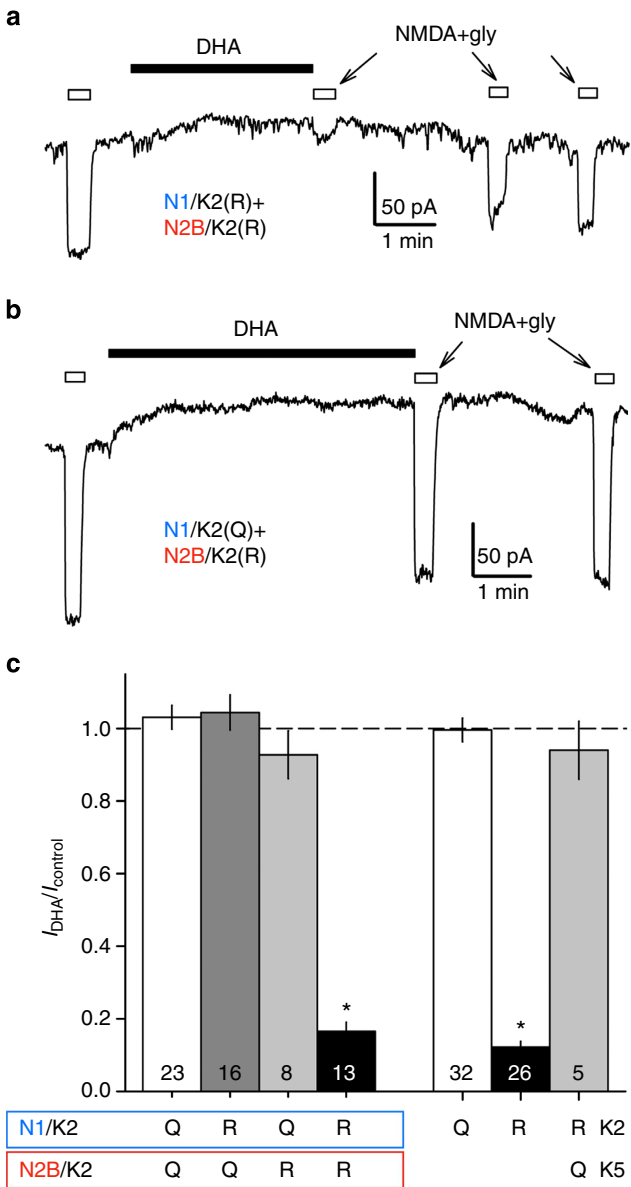 a
DHA
NMDA+gly
N1/K2(R)+
N2B/K2(R)
50 pA
1 min
b
DHA
NMDA+gly
N1/K2(Q)+
N2B/K2(R)
50 pA
1 min
c
1.0
0.8
0.6
0.4
0.2
0.0
IDHA/Icontrol
*
*
23 16 8 13 32 26 5
N1/K2 Q R Q R Q R R K2
N2B/K2 Q Q R R Q K5